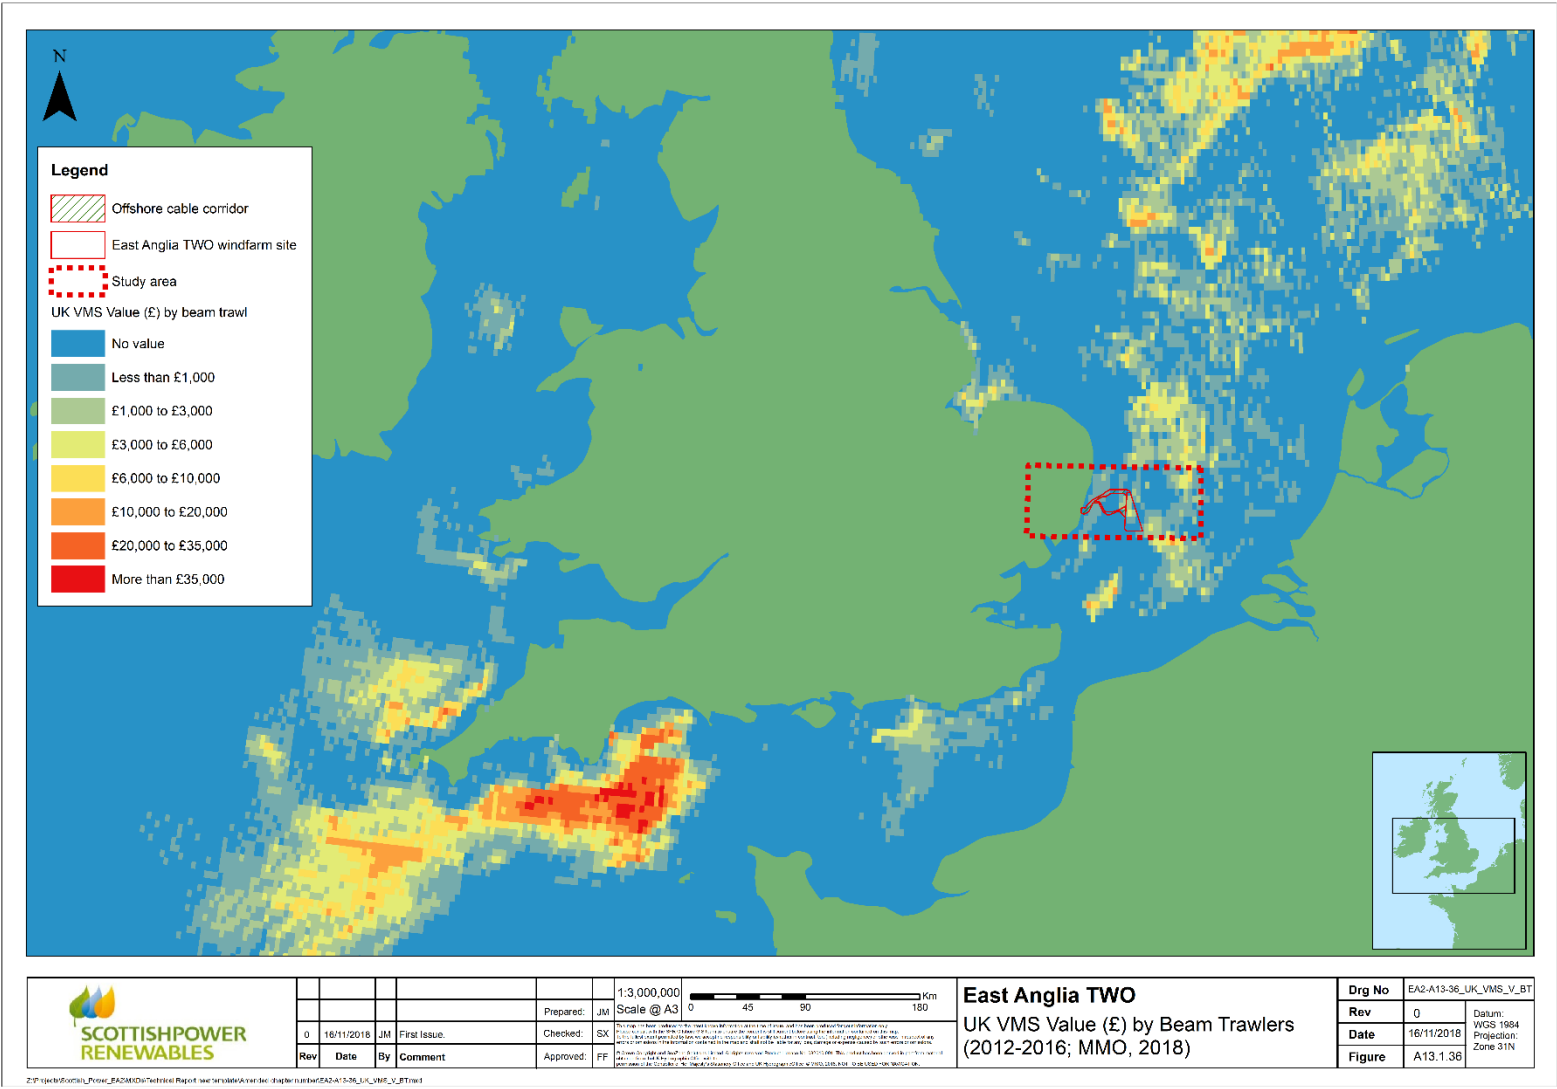 N
Legend
Offshore cable corridor
East Anglia TWO windfarm site
Study area
UK VMS Value (£) by beam trawl
No value
Less than £1,000
£1,000 to £3,000
£3,000 to £6,000
£6,000 to £10,000
£10,000 to £20,000
£20,000 to £35,000
More than £35,000
SCOTTISHPOWER
RENEWABLES
0 16/11/2018 JM First Issue.
Rev Date By Comment
Prepared: JM
Checked: SX
Approved: FF
1:3,000,000
Scale @ A3
Km
0 45 90 180
East Anglia TWO
UK VMS Value (£) by Beam Trawlers
(2012-2016; MMO, 2018)
Drg No EA2-A13-36_UK_VMS_V_BT
Rev 0
Date 16/11/2018
Figure A13.1.36
Datum:
WGS 1984
Projection:
Zone 31N